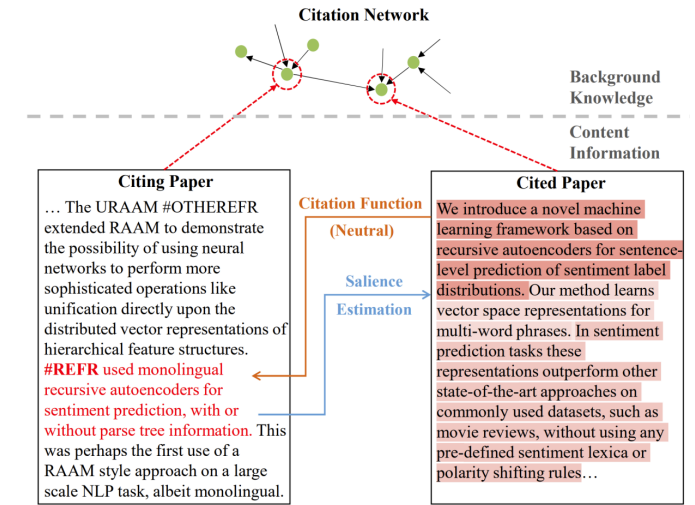 Citation Network
Background
Knowledge
Content
Information
Citing Paper
… The URAAM #OTHEREFR
extended RAAM to demonstrate
the possibility of using neural
networks to perform more
sophisticated operations like
unification directly upon the
distributed vector representations of
hierarchical feature structures.
#REFR used monolingual
recursive autoencoders for
sentiment prediction, with or
without parse tree information. This
was perhaps the first use of a
RAAM style approach on a large
scale NLP task, albeit monolingual.
Citation Function
(Neutral)
Salience
Estimation
Cited Paper
We introduce a novel machine
learning framework based on
recursive autoencoders for sentence-
level prediction of sentiment label
distributions. Our method learns
vector space representations for
multi-word phrases. In sentiment
prediction tasks these
representations outperform other
state-of-the-art approaches on
commonly used datasets, such as
movie reviews, without using any
pre-defined sentiment lexica or
polarity shifting rules…